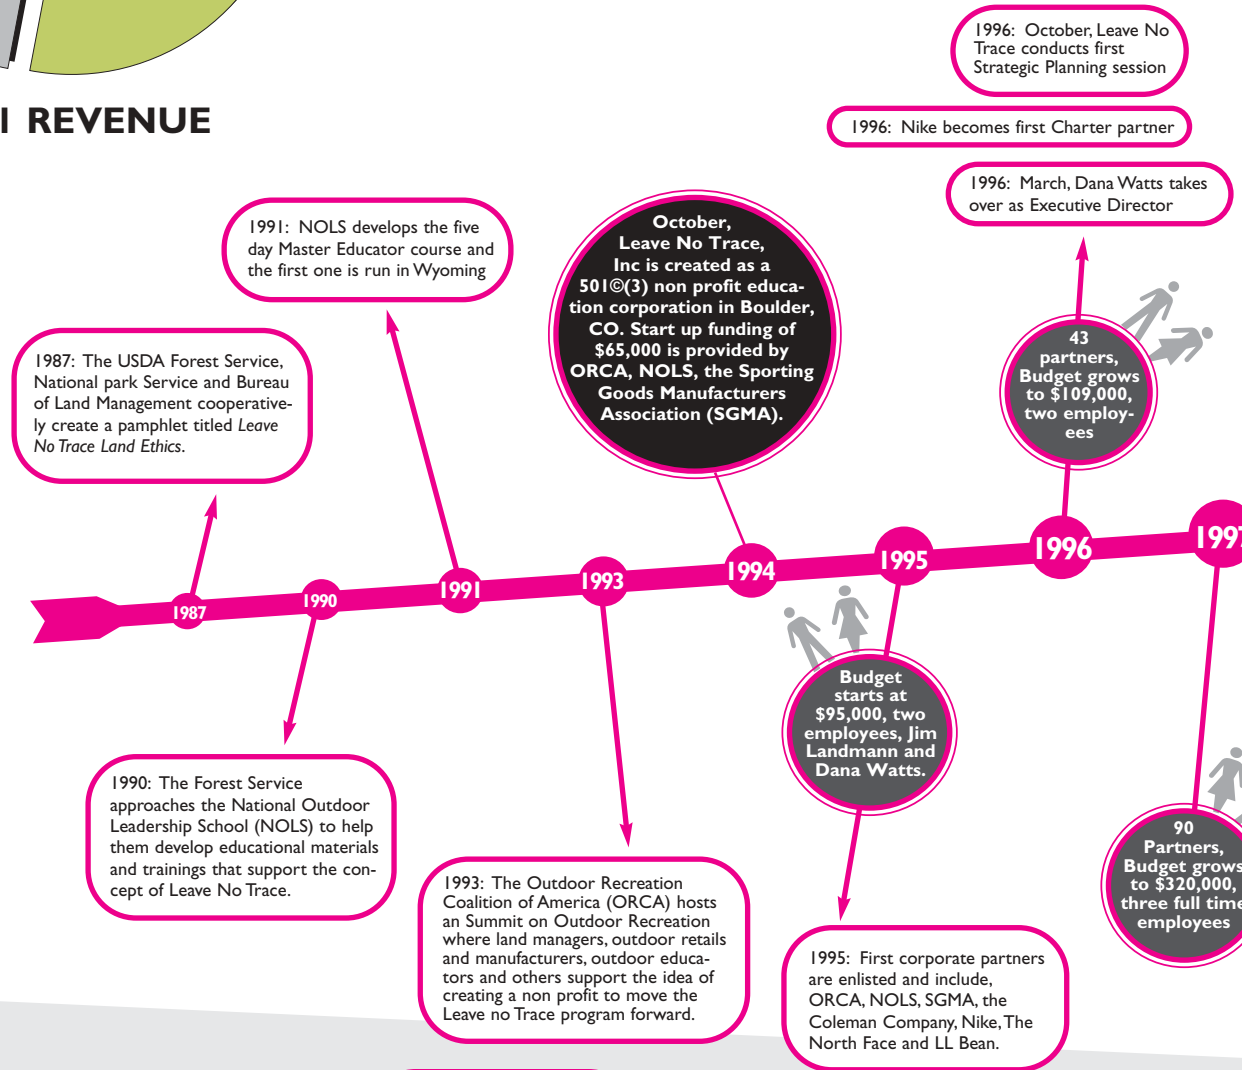 1 REVENUE
1996: October, Leave No
Trace conducts first
Strategic Planning session
1996: Nike becomes first Charter partner
1996: March, Dana Watts takes
over as Executive Director
1991: NOLS develops the five
day Master Educator course and
the first one is run in Wyoming
October,
Leave No Trace,
Inc is created as a
501©(3) non profit educa-
tion corporation in Boulder,
CO. Start up funding of
$65,000 is provided by
ORCA, NOLS, the Sporting
Goods Manufacturers
Association (SGMA).
43
partners,
Budget grows
to $109,000,
two employ-
ees
1987: The USDA Forest Service,
National park Service and Bureau
of Land Management cooperative-
ly create a pamphlet titled Leave
No Trace Land Ethics.
1987
1990
1991
1993
1994
1995
1996
1997
Budget
starts at
$95,000, two
employees, Jim
Landmann and
Dana Watts.
90
Partners,
Budget grows
to $320,000,
three full time
employees
1990: The Forest Service
approaches the National Outdoor
Leadership School (NOLS) to help
them develop educational materials
and trainings that support the con-
cept of Leave No Trace.
1993: The Outdoor Recreation
Coalition of America (ORCA) hosts
an Summit on Outdoor Recreation
where land managers, outdoor retails
and manufacturers, outdoor educa-
tors and others support the idea of
creating a non profit to move the
Leave no Trace program forward.
1995: First corporate partners
are enlisted and include,
ORCA, NOLS, SGMA, the
Coleman Company, Nike, The
North Face and LL Bean.